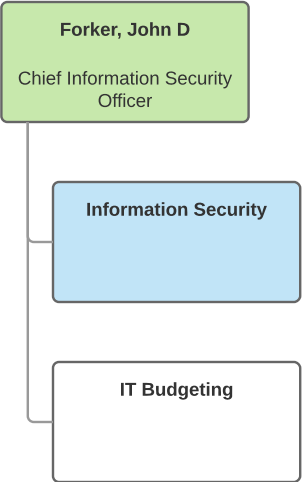 Forker, John D
Chief Information Security
Officer
Information Security
IT Budgeting